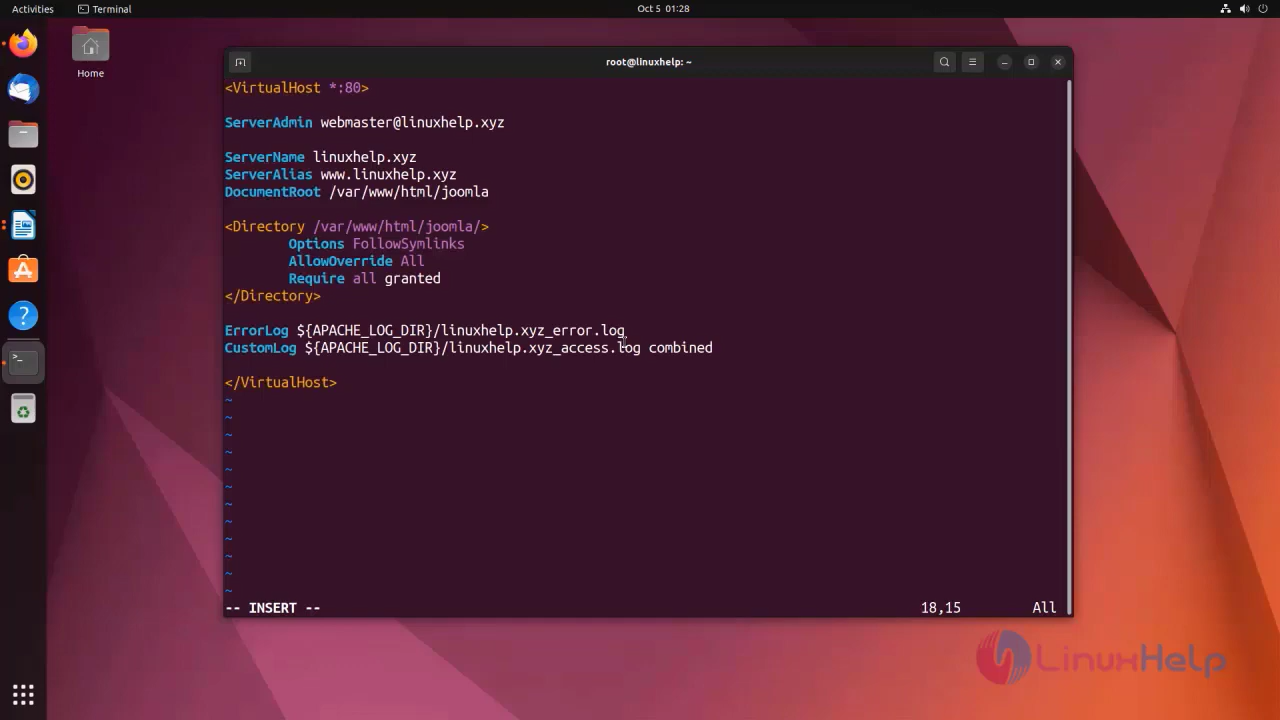 Activities
Terminal
Oct 5 01:28
Home
root@linuxhelp: ~
<VirtualHost *:80>
ServerAdmin webmaster@linuxhelp.xyz
ServerName linuxhelp.xyz
ServerAlias www.linuxhelp.xyz
DocumentRoot /var/www/html/joomla
<Directory /var/www/html/joomla/>
        Options FollowSymlinks
        AllowOverride All
        Require all granted
</Directory>
ErrorLog ${APACHE_LOG_DIR}/linuxhelp.xyz_error.log
CustomLog ${APACHE_LOG_DIR}/linuxhelp.xyz_access.log combined
</VirtualHost>
~
~
~
~
~
~
~
~
~
~
~
~
-- INSERT -- 18,15 All
LinuxHelp